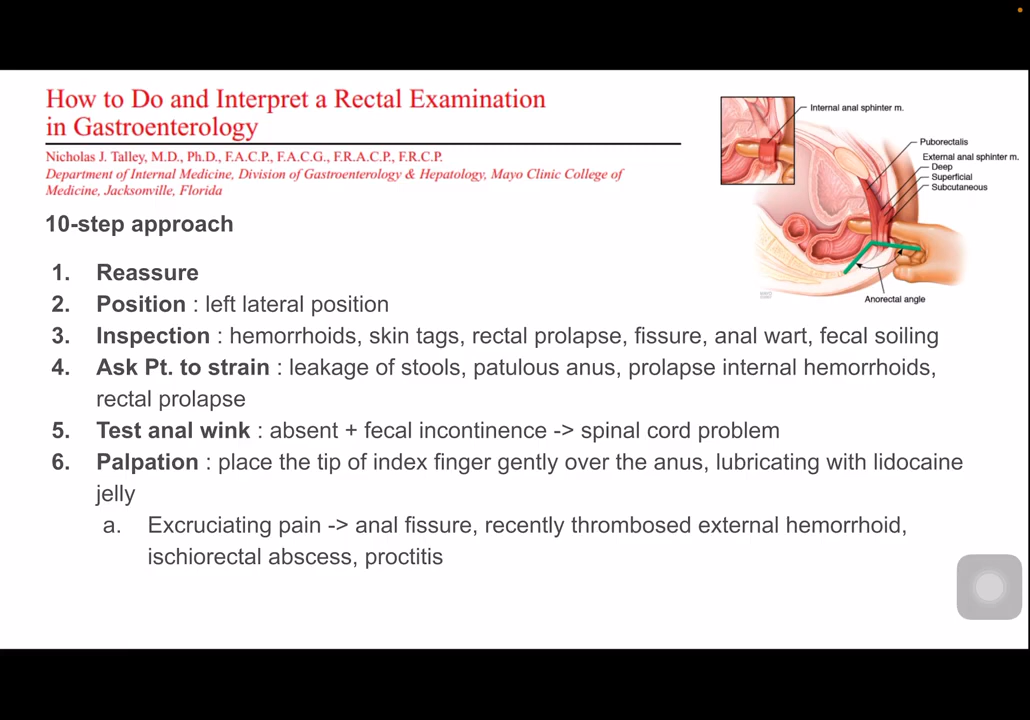 How to Do and Interpret a Rectal Examination
in Gastroenterology
Nicholas J. Talley, M.D., Ph.D., F.A.C.P., F.A.C.G., F.R.A.C.P., F.R.C.P.
Department of Internal Medicine, Division of Gastroenterology & Hepatology, Mayo Clinic College of
Medicine, Jacksonville, Florida
Internal anal sphinter m.
Puborectalis
External anal sphincter m.
Deep
Superficial
Subcutaneous
Anorectal angle
10-step approach
1. Reassure
2. Position : left lateral position
3. Inspection : hemorrhoids, skin tags, rectal prolapse, fissure, anal wart, fecal soiling
4. Ask Pt. to strain : leakage of stools, patulous anus, prolapse internal hemorrhoids,
rectal prolapse
5. Test anal wink : absent + fecal incontinence -> spinal cord problem
6. Palpation : place the tip of index finger gently over the anus, lubricating with lidocaine
jelly
a. Excruciating pain -> anal fissure, recently thrombosed external hemorrhoid,
ischiorectal abscess, proctitis